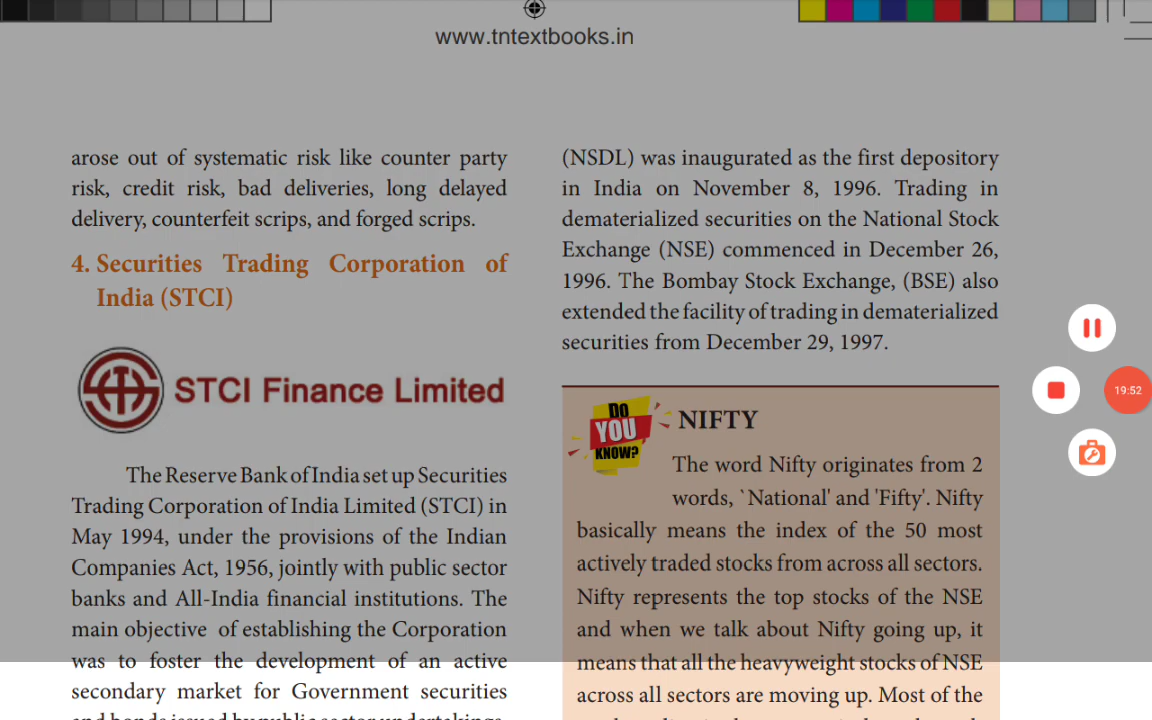 www.tntextbooks.in
arose out of systematic risk like counter party
risk, credit risk, bad deliveries, long delayed
delivery, counterfeit scrips, and forged scrips.
4. Securities Trading Corporation of
India (STCI)
STCI Finance Limited
The Reserve Bank of India set up Securities
Trading Corporation of India Limited (STCI) in
May 1994, under the provisions of the Indian
Companies Act, 1956, jointly with public sector
banks and All-India financial institutions. The
main objective of establishing the Corporation
was to foster the development of an active
secondary market for Government securities
and bonds issued by public sector undertakings.
(NSDL) was inaugurated as the first depository
in India on November 8, 1996. Trading in
dematerialized securities on the National Stock
Exchange (NSE) commenced in December 26,
1996. The Bombay Stock Exchange, (BSE) also
extended the facility of trading in dematerialized
securities from December 29, 1997.
DO
YOU
KNOW?
NIFTY
The word Nifty originates from 2
words, `National' and 'Fifty'. Nifty
basically means the index of the 50 most
actively traded stocks from across all sectors.
Nifty represents the top stocks of the NSE
and when we talk about Nifty going up, it
means that all the heavyweight stocks of NSE
across all sectors are moving up. Most of the
19:52